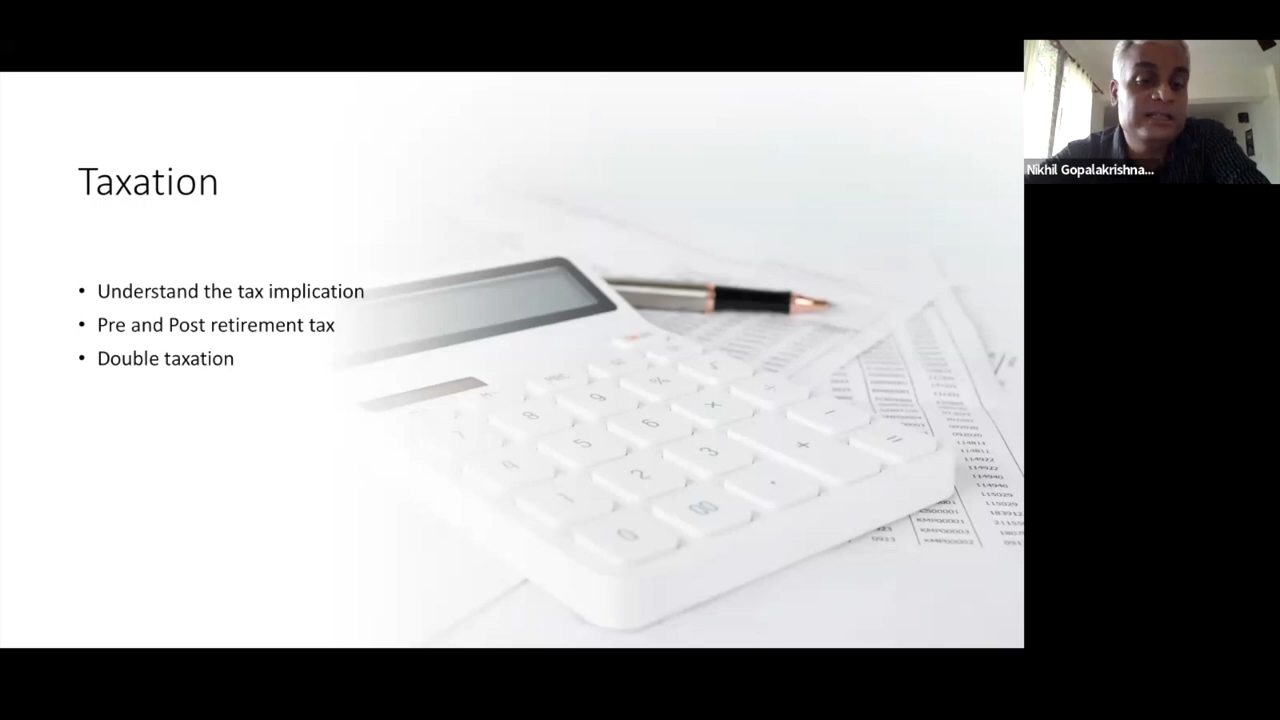 Taxation
• Understand the tax implication
• Pre and Post retirement tax
• Double taxation
Nikhil Gopalakrishna...